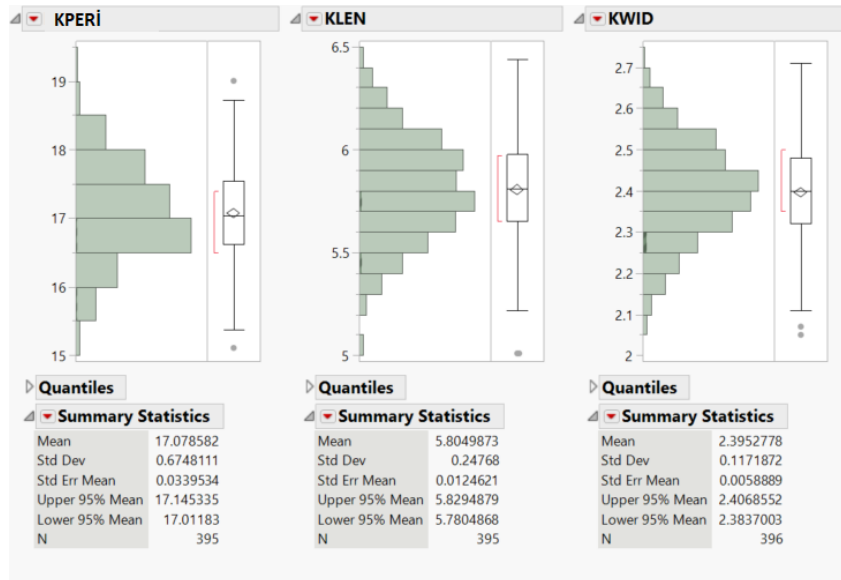 KPERİ
19
18
17
16
15
Quantiles
Summary Statistics
Mean 17.078582
Std Dev 0.6748111
Std Err Mean 0.0339534
Upper 95% Mean 17.145335
Lower 95% Mean 17.01183
N 395
KLEN
6.5
6
5.5
5
Quantiles
Summary Statistics
Mean 5.8049873
Std Dev 0.24768
Std Err Mean 0.0124621
Upper 95% Mean 5.8294879
Lower 95% Mean 5.7804868
N 395
KWID
2.7
2.6
2.5
2.4
2.3
2.2
2.1
2
Quantiles
Summary Statistics
Mean 2.3952778
Std Dev 0.1171872
Std Err Mean 0.0058889
Upper 95% Mean 2.4068552
Lower 95% Mean 2.3837003
N 396